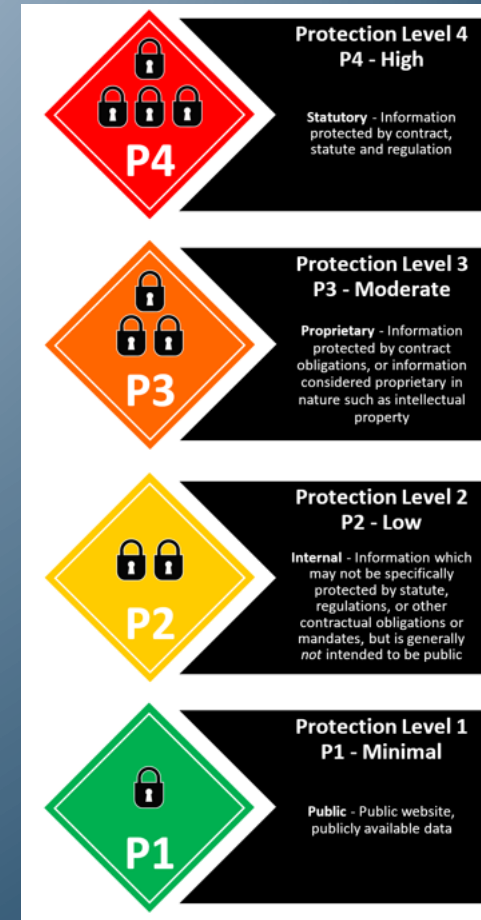 P4
Protection Level 4
P4 - High
Statutory - Information
protected by contract,
statute and regulation
P3
Protection Level 3
P3 - Moderate
Proprietary - Information
protected by contract
obligations, or information
considered proprietary in
nature such as intellectual
property
P2
Protection Level 2
P2 - Low
Internal - Information which
may not be specifically
protected by statute,
regulations, or other
contractual obligations or
mandates, but is generally
not intended to be public
P1
Protection Level 1
P1 - Minimal
Public - Public website,
publicly available data